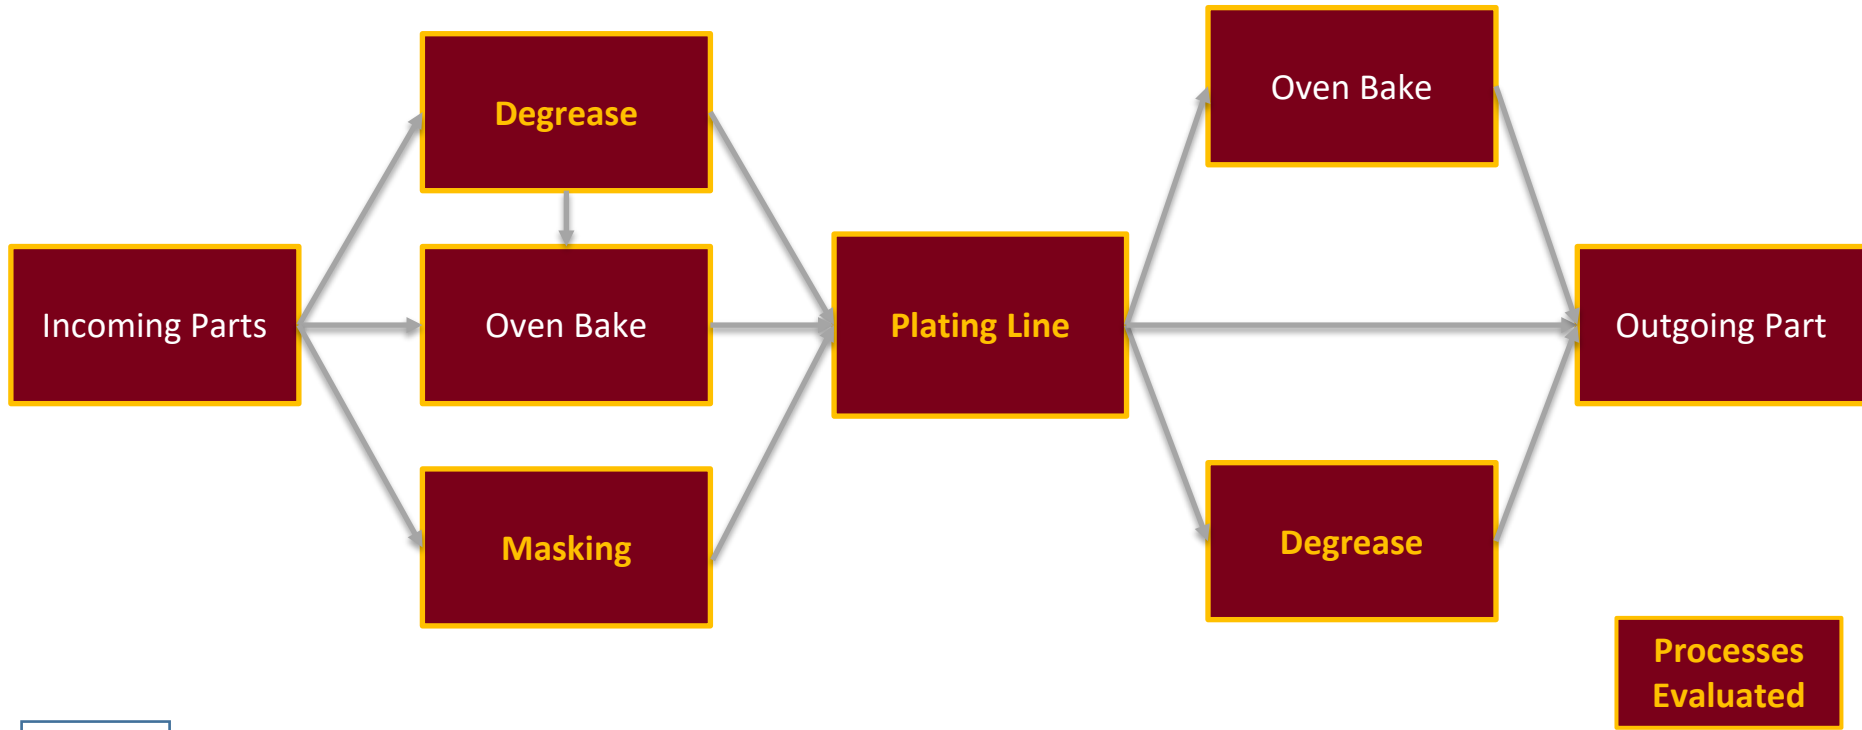 Degrease
Oven Bake
Incoming Parts
Oven Bake
Plating Line
Outgoing Part
Masking
Degrease
Processes
Evaluated